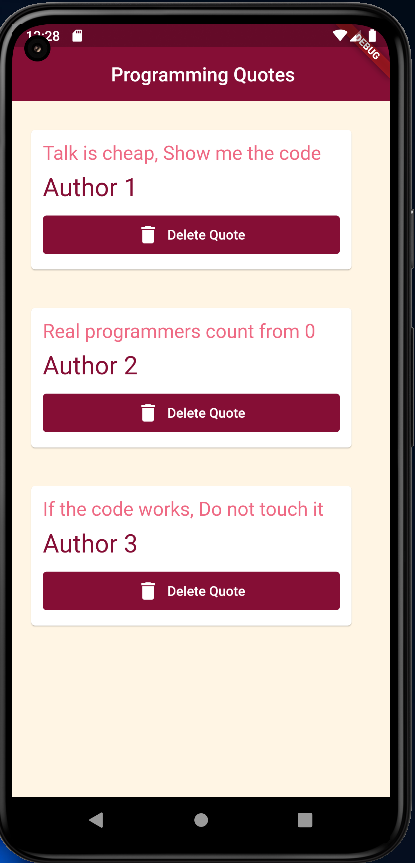 12:28
DEBUG
Programming Quotes
Talk is cheap, Show me the code
Author 1
Delete Quote
Real programmers count from 0
Author 2
Delete Quote
If the code works, Do not touch it
Author 3
Delete Quote